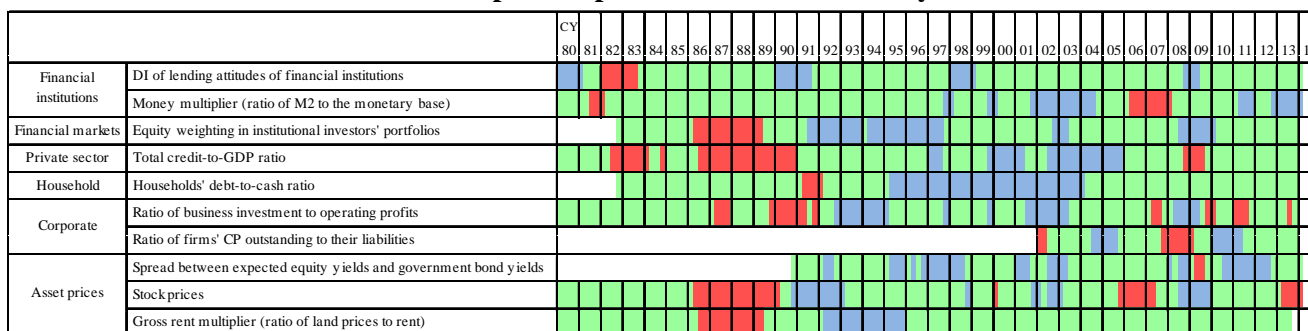 CY
80 81 82 83 84 85 86 87 88 89 90 91 92 93 94 95 96 97 98 99 00 01 02 03 04 05 06 07 08 09 10 11 12 13
Financial institutions DI of lending attitudes of financial institutions
Money multiplier (ratio of M2 to the monetary base)
Financial markets Equity weighting in institutional investors' portfolios
Private sector Total credit-to-GDP ratio
Household Households' debt-to-cash ratio
Corporate Ratio of business investment to operating profits
Ratio of firms' CP outstanding to their liabilities
Asset prices Spread between expected equity yields and government bond yields
Stock prices
Gross rent multiplier (ratio of land prices to rent)